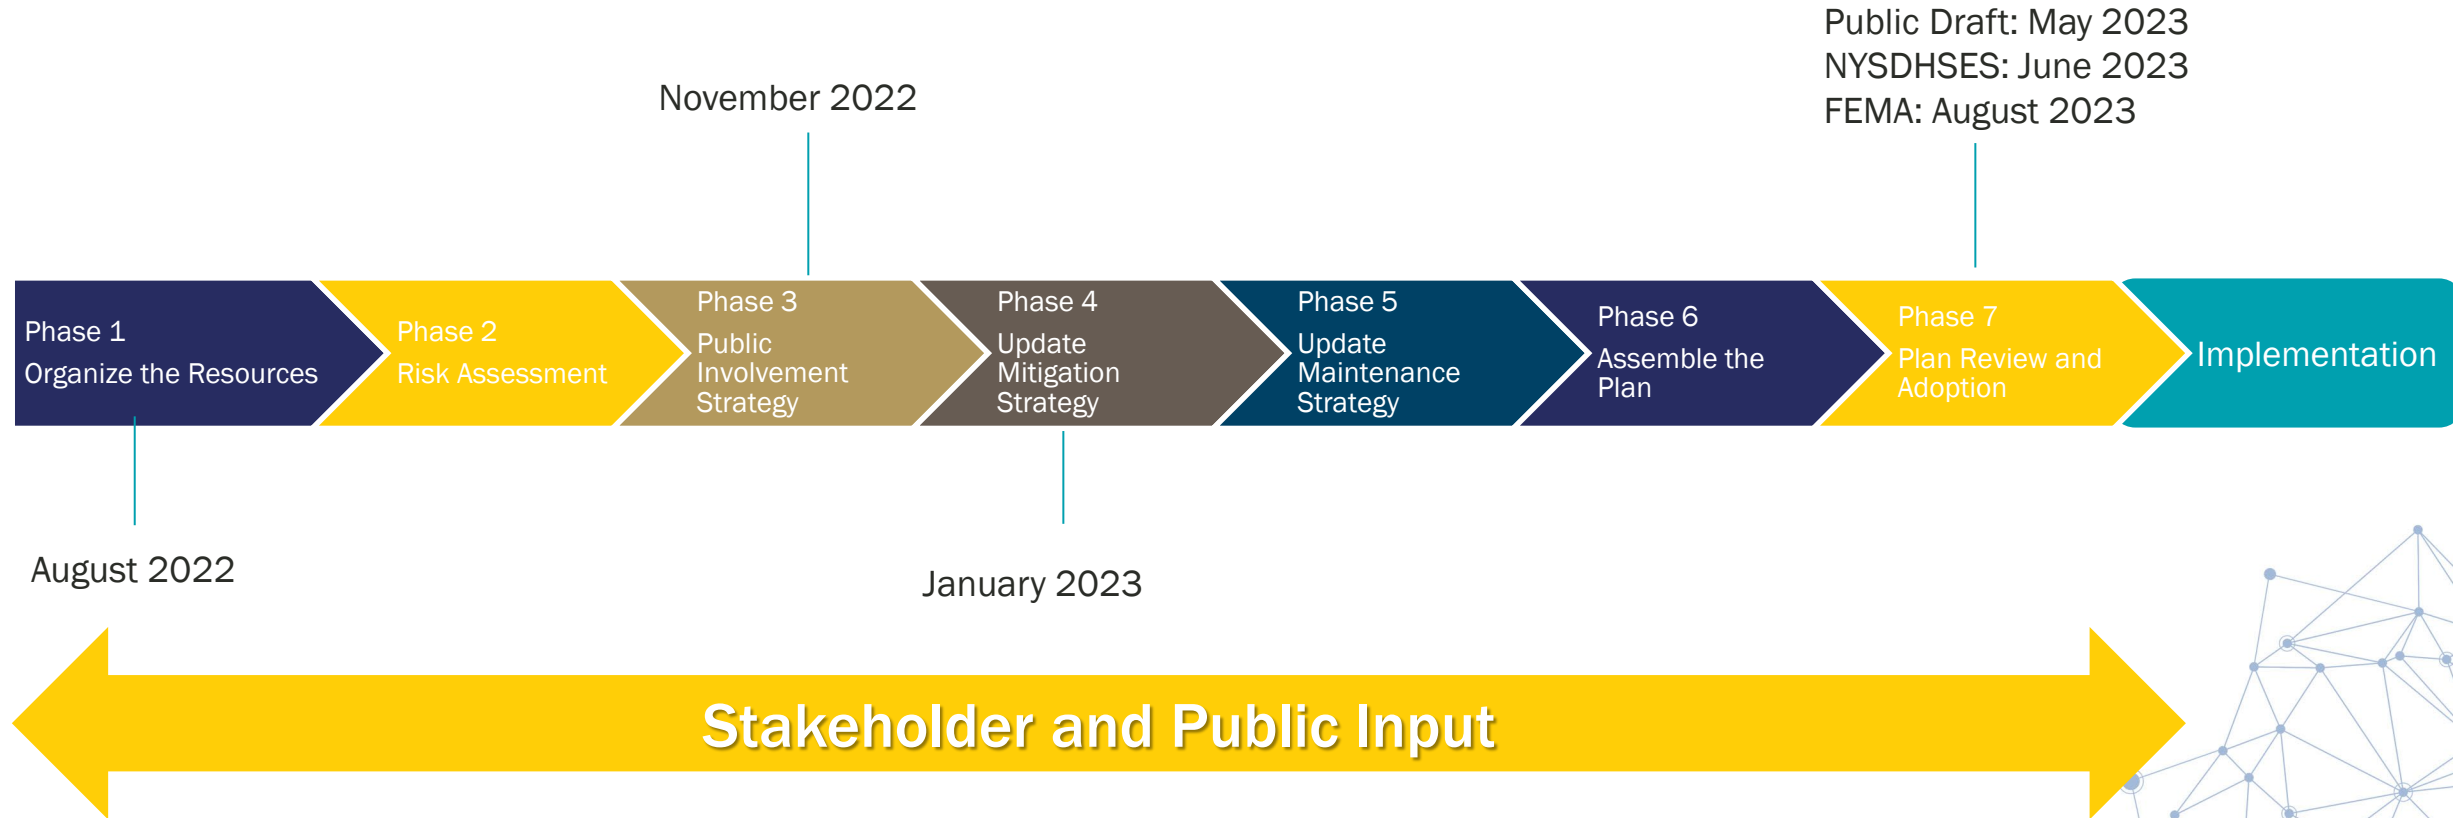 Public Draft: May 2023
NYSDHSES: June 2023
FEMA: August 2023
November 2022
Phase 1
Organize the Resources
Phase 2
Risk Assessment
Phase 3
Public
Involvement
Strategy
Phase 4
Update
Mitigation
Strategy
Phase 5
Update
Maintenance
Strategy
Phase 6
Assemble the
Plan
Phase 7
Plan Review and
Adoption
Implementation
August 2022
January 2023
Stakeholder and Public Input